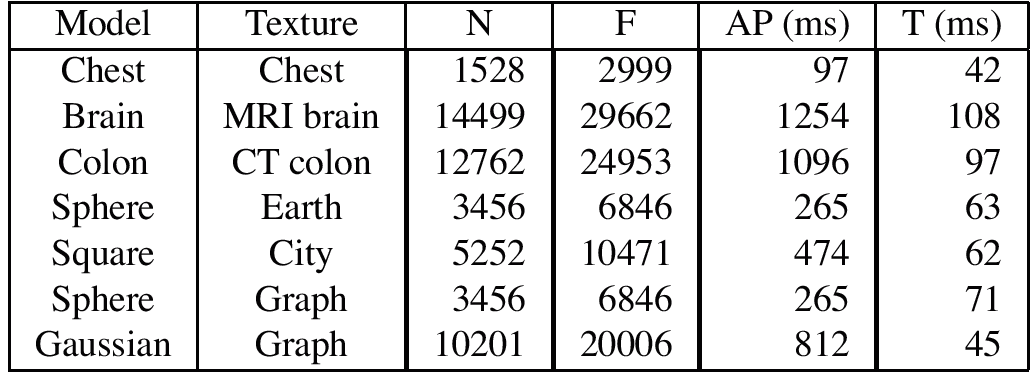 Model Texture N F AP (ms) T (ms)
Chest Chest 1528 2999 97 42
Brain MRI brain 14499 29662 1254 108
Colon CT colon 12762 24953 1096 97
Sphere Earth 3456 6846 265 63
Square City 5252 10471 474 62
Sphere Graph 3456 6846 265 71
Gaussian Graph 10201 20006 812 45